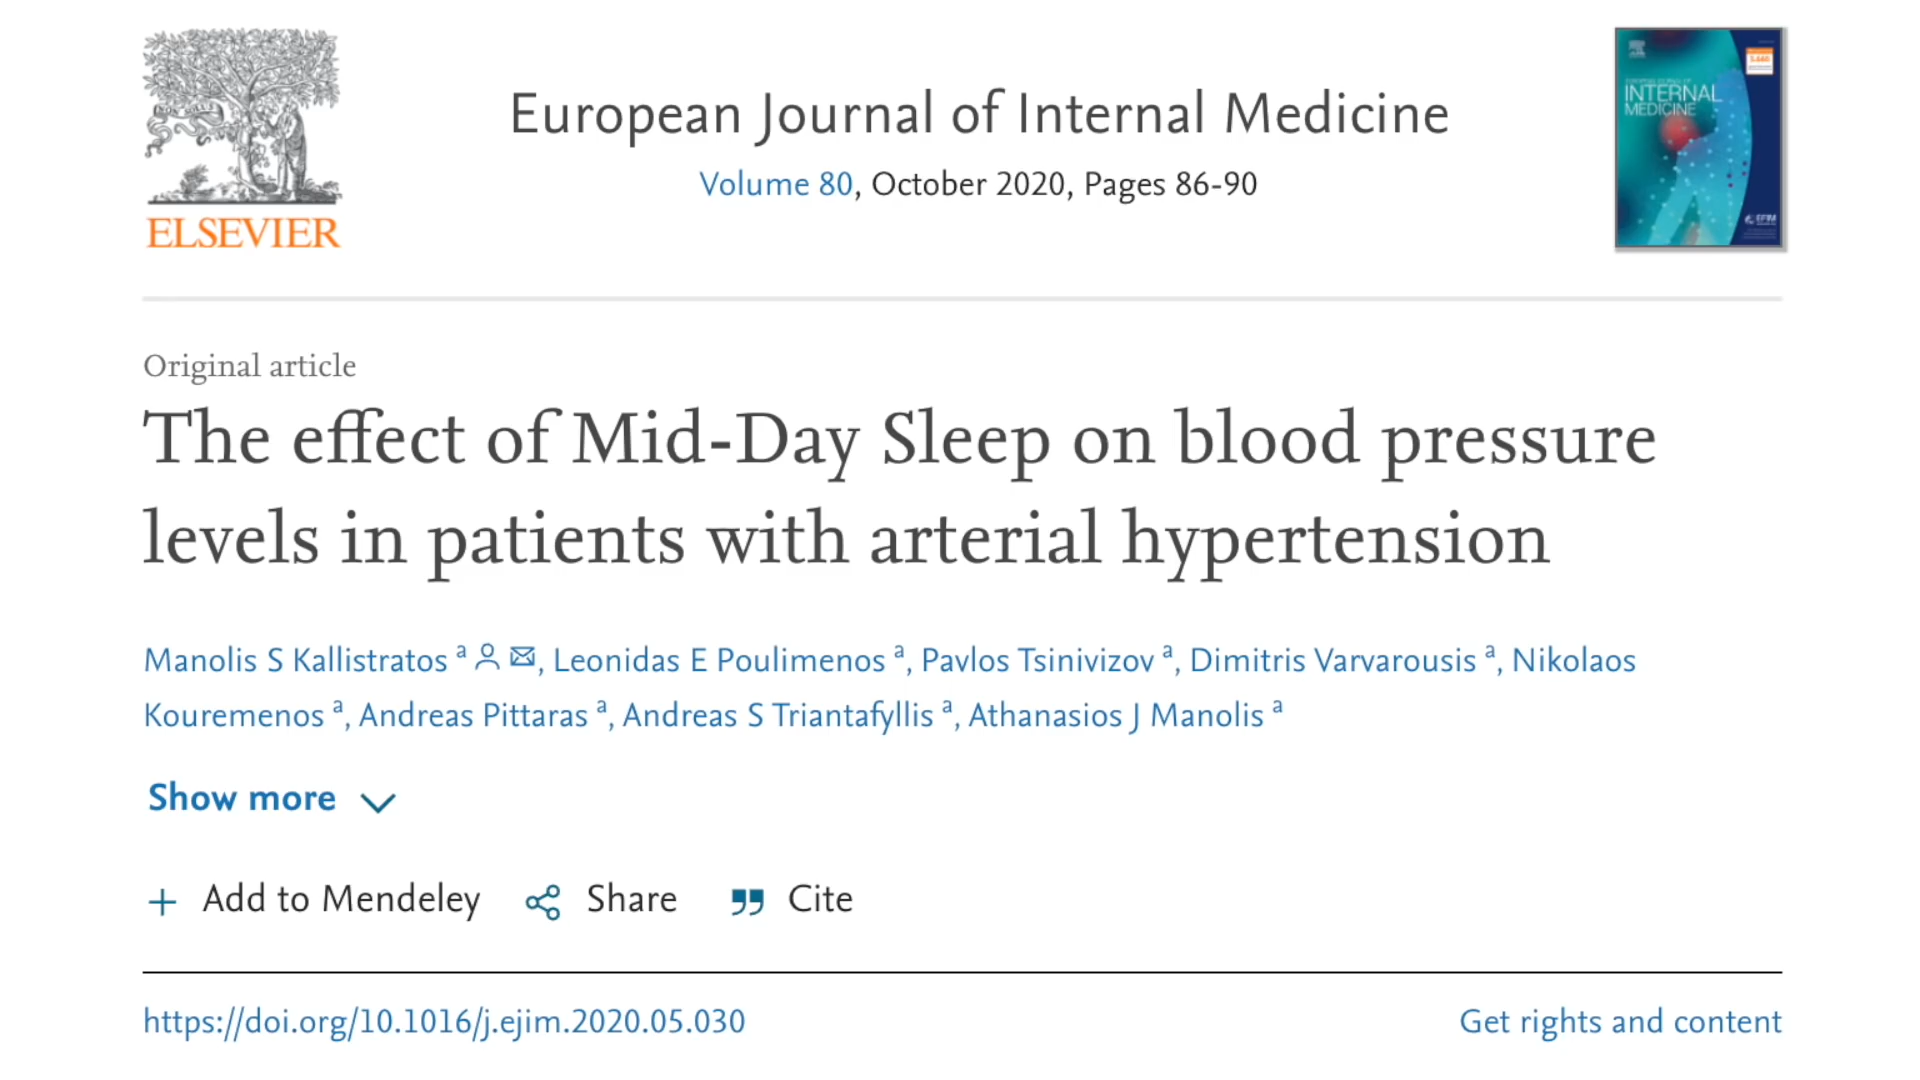 ELSEVIER
European Journal of Internal Medicine
Volume 80, October 2020, Pages 86-90
INTERNAL
MEDICINE
Original article
The effect of Mid-Day Sleep on blood pressure
levels in patients with arterial hypertension
Manolis S Kallistratos a, Leonidas E Poulimenos a, Pavlos Tsinivizov a, Dimitris Varvarousis a, Nikolaos
Kouremenos a, Andreas Pittaras a, Andreas S Triantafyllis a, Athanasios J Manolis a
Show more
+ Add to Mendeley Share Cite
https://doi.org/10.1016/j.ejim.2020.05.030 Get rights and content